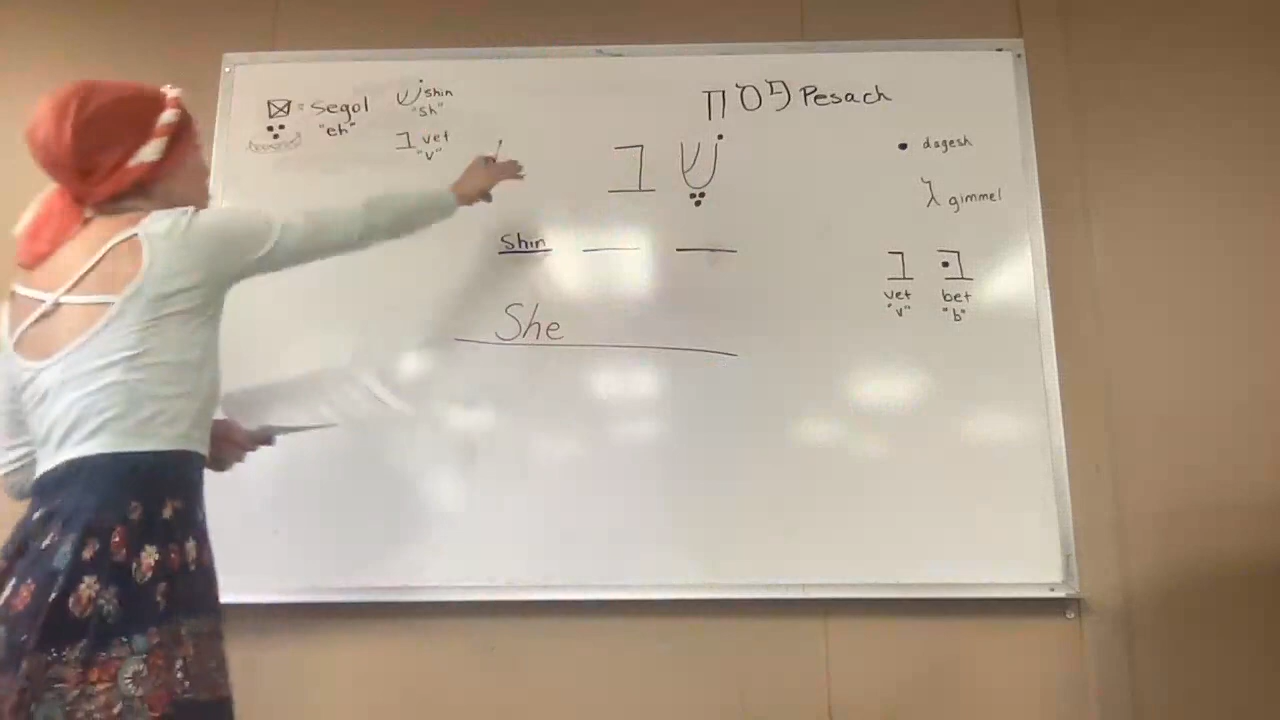 = segol
"eh"
שׁ shin
"sh"
ב vet
"v"
פסח Pesach
שֶׁב
Shin
She
• dagesh
ג gimmel
ב בּ
vet bet
"v" "b"